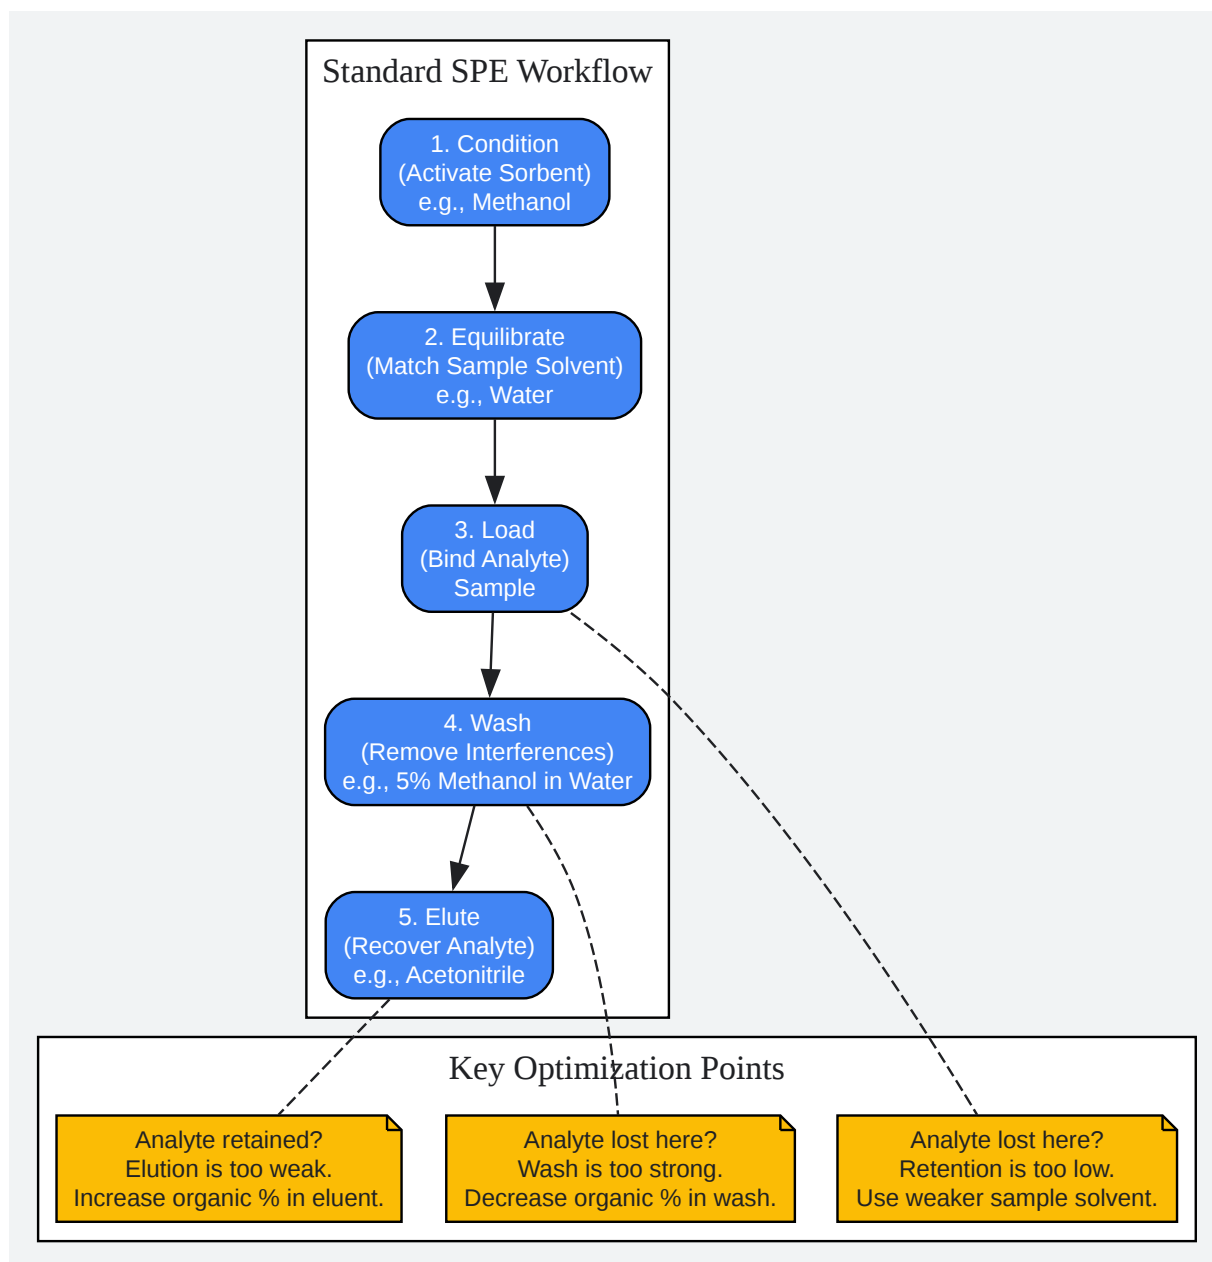 Standard SPE Workflow
1. Condition
(Activate Sorbent)
e.g., Methanol
2. Equilibrate
(Match Sample Solvent)
e.g., Water
3. Load
(Bind Analyte)
Sample
4. Wash
(Remove Interferences)
e.g., 5% Methanol in Water
5. Elute
(Recover Analyte)
e.g., Acetonitrile
Key Optimization Points
Analyte retained?
Elution is too weak.
Increase organic % in eluent.
Analyte lost here?
Wash is too strong.
Decrease organic % in wash.
Analyte lost here?
Retention is too low.
Use weaker sample solvent.